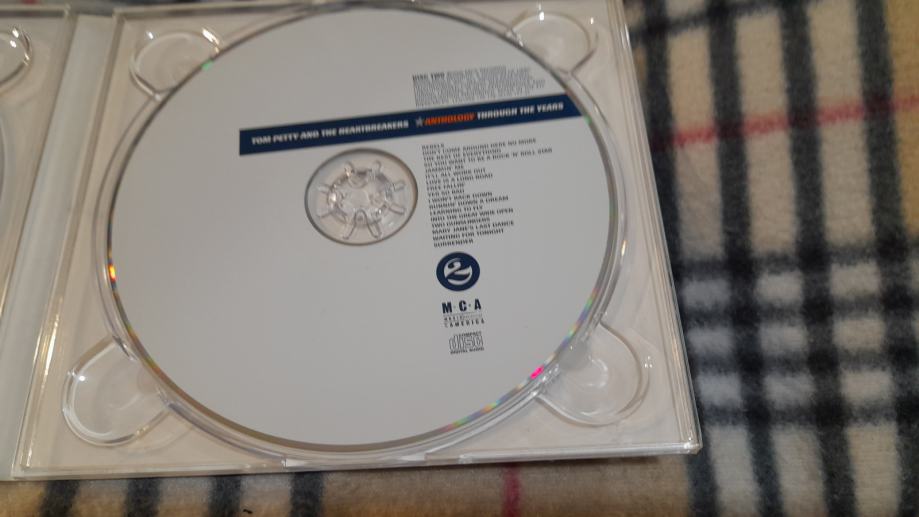 DISC TWO
TOM PETTY AND THE HEARTBREAKERS ★ANTHOLOGY THROUGH THE YEARS
REBELS
DON'T COME AROUND HERE NO MORE
THE BEST OF EVERYTHING
SO YOU WANT TO BE A ROCK 'N' ROLL STAR
JAMMIN' ME
IT'LL ALL WORK OUT
LOVE IS A LONG ROAD
FREE FALLIN'
YER SO BAD
I WON'T BACK DOWN
RUNNIN' DOWN A DREAM
LEARNING TO FLY
INTO THE GREAT WIDE OPEN
TWO GUNSLINGERS
MARY JANE'S LAST DANCE
WAITING FOR TONIGHT
SURRENDER
2
M·C·A
AMERICA
COMPACT
disc
DIGITAL AUDIO